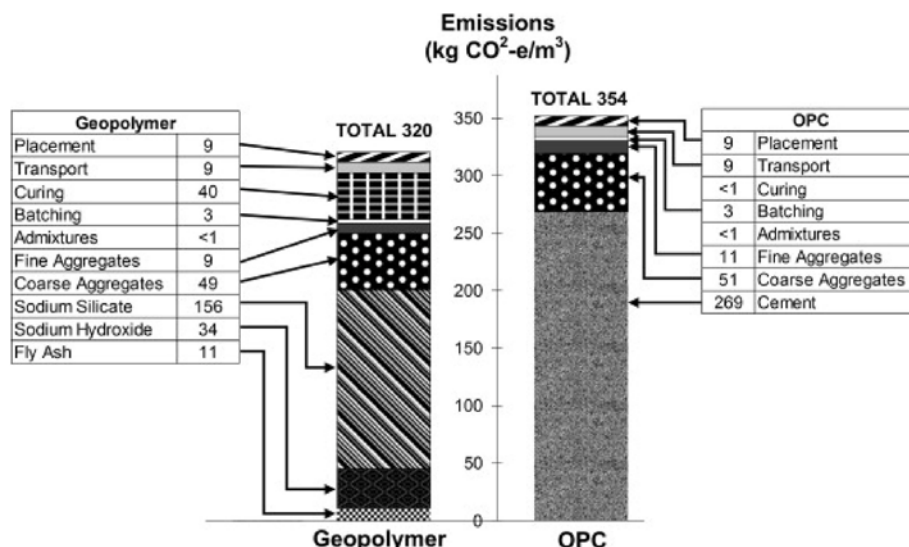 Emissions
(kg CO²-e/m³)
Geopolymer
Placement 9
Transport 9
Curing 40
Batching 3
Admixtures <1
Fine Aggregates 9
Coarse Aggregates 49
Sodium Silicate 156
Sodium Hydroxide 34
Fly Ash 11
TOTAL 320
350
300
250
200
150
100
50
0
TOTAL 354
OPC
9 Placement
9 Transport
<1 Curing
3 Batching
<1 Admixtures
11 Fine Aggregates
51 Coarse Aggregates
269 Cement
Geopolymer
OPC